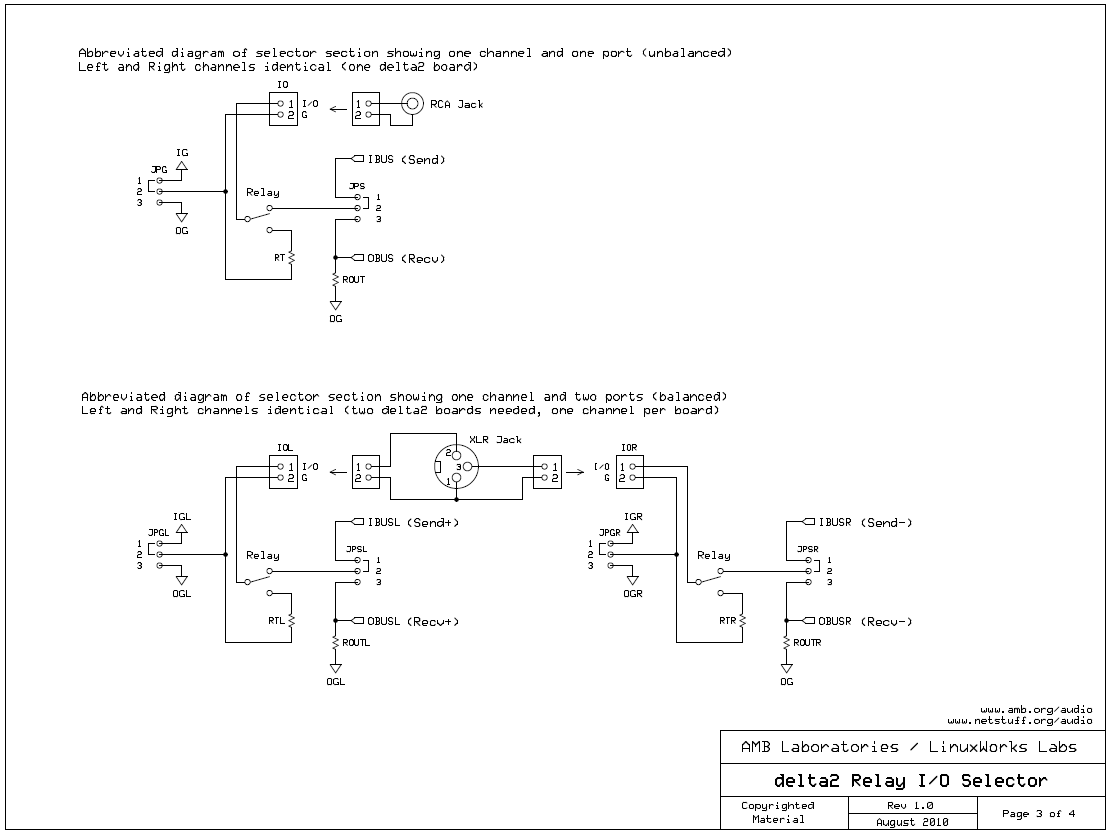 Abbreviated diagram of selector section showing one channel and one port (unbalanced)
Left and Right channels identical (one delta2 board)
IO
1 I/O
2 G
1
2
RCA Jack
IG
JPG
1
2
3
OG
Relay
RT
IBUS (Send)
JPS
1
2
3
OBUS (Recv)
ROUT
OG
Abbreviated diagram of selector section showing one channel and two ports (balanced)
Left and Right channels identical (two delta2 boards needed, one channel per board)
IOL
1 I/O
2 G
1
2
XLR Jack
2
3
1
1
2
IOR
I/O 1
G 2
IGL
JPGL
1
2
3
OGL
Relay
RTL
IBUSL (Send+)
JPSL
1
2
3
OBUSL (Recv+)
ROUTL
OGL
IGR
JPGR
1
2
3
OGR
Relay
RTR
IBUSR (Send-)
JPSR
1
2
3
OBUSR (Recv-)
ROUTR
OG
www.amb.org/audio
www.netstuff.org/audio
AMB Laboratories / LinuxWorks Labs
delta2 Relay I/O Selector
Copyrighted
Material
Rev 1.0
August 2010
Page 3 of 4